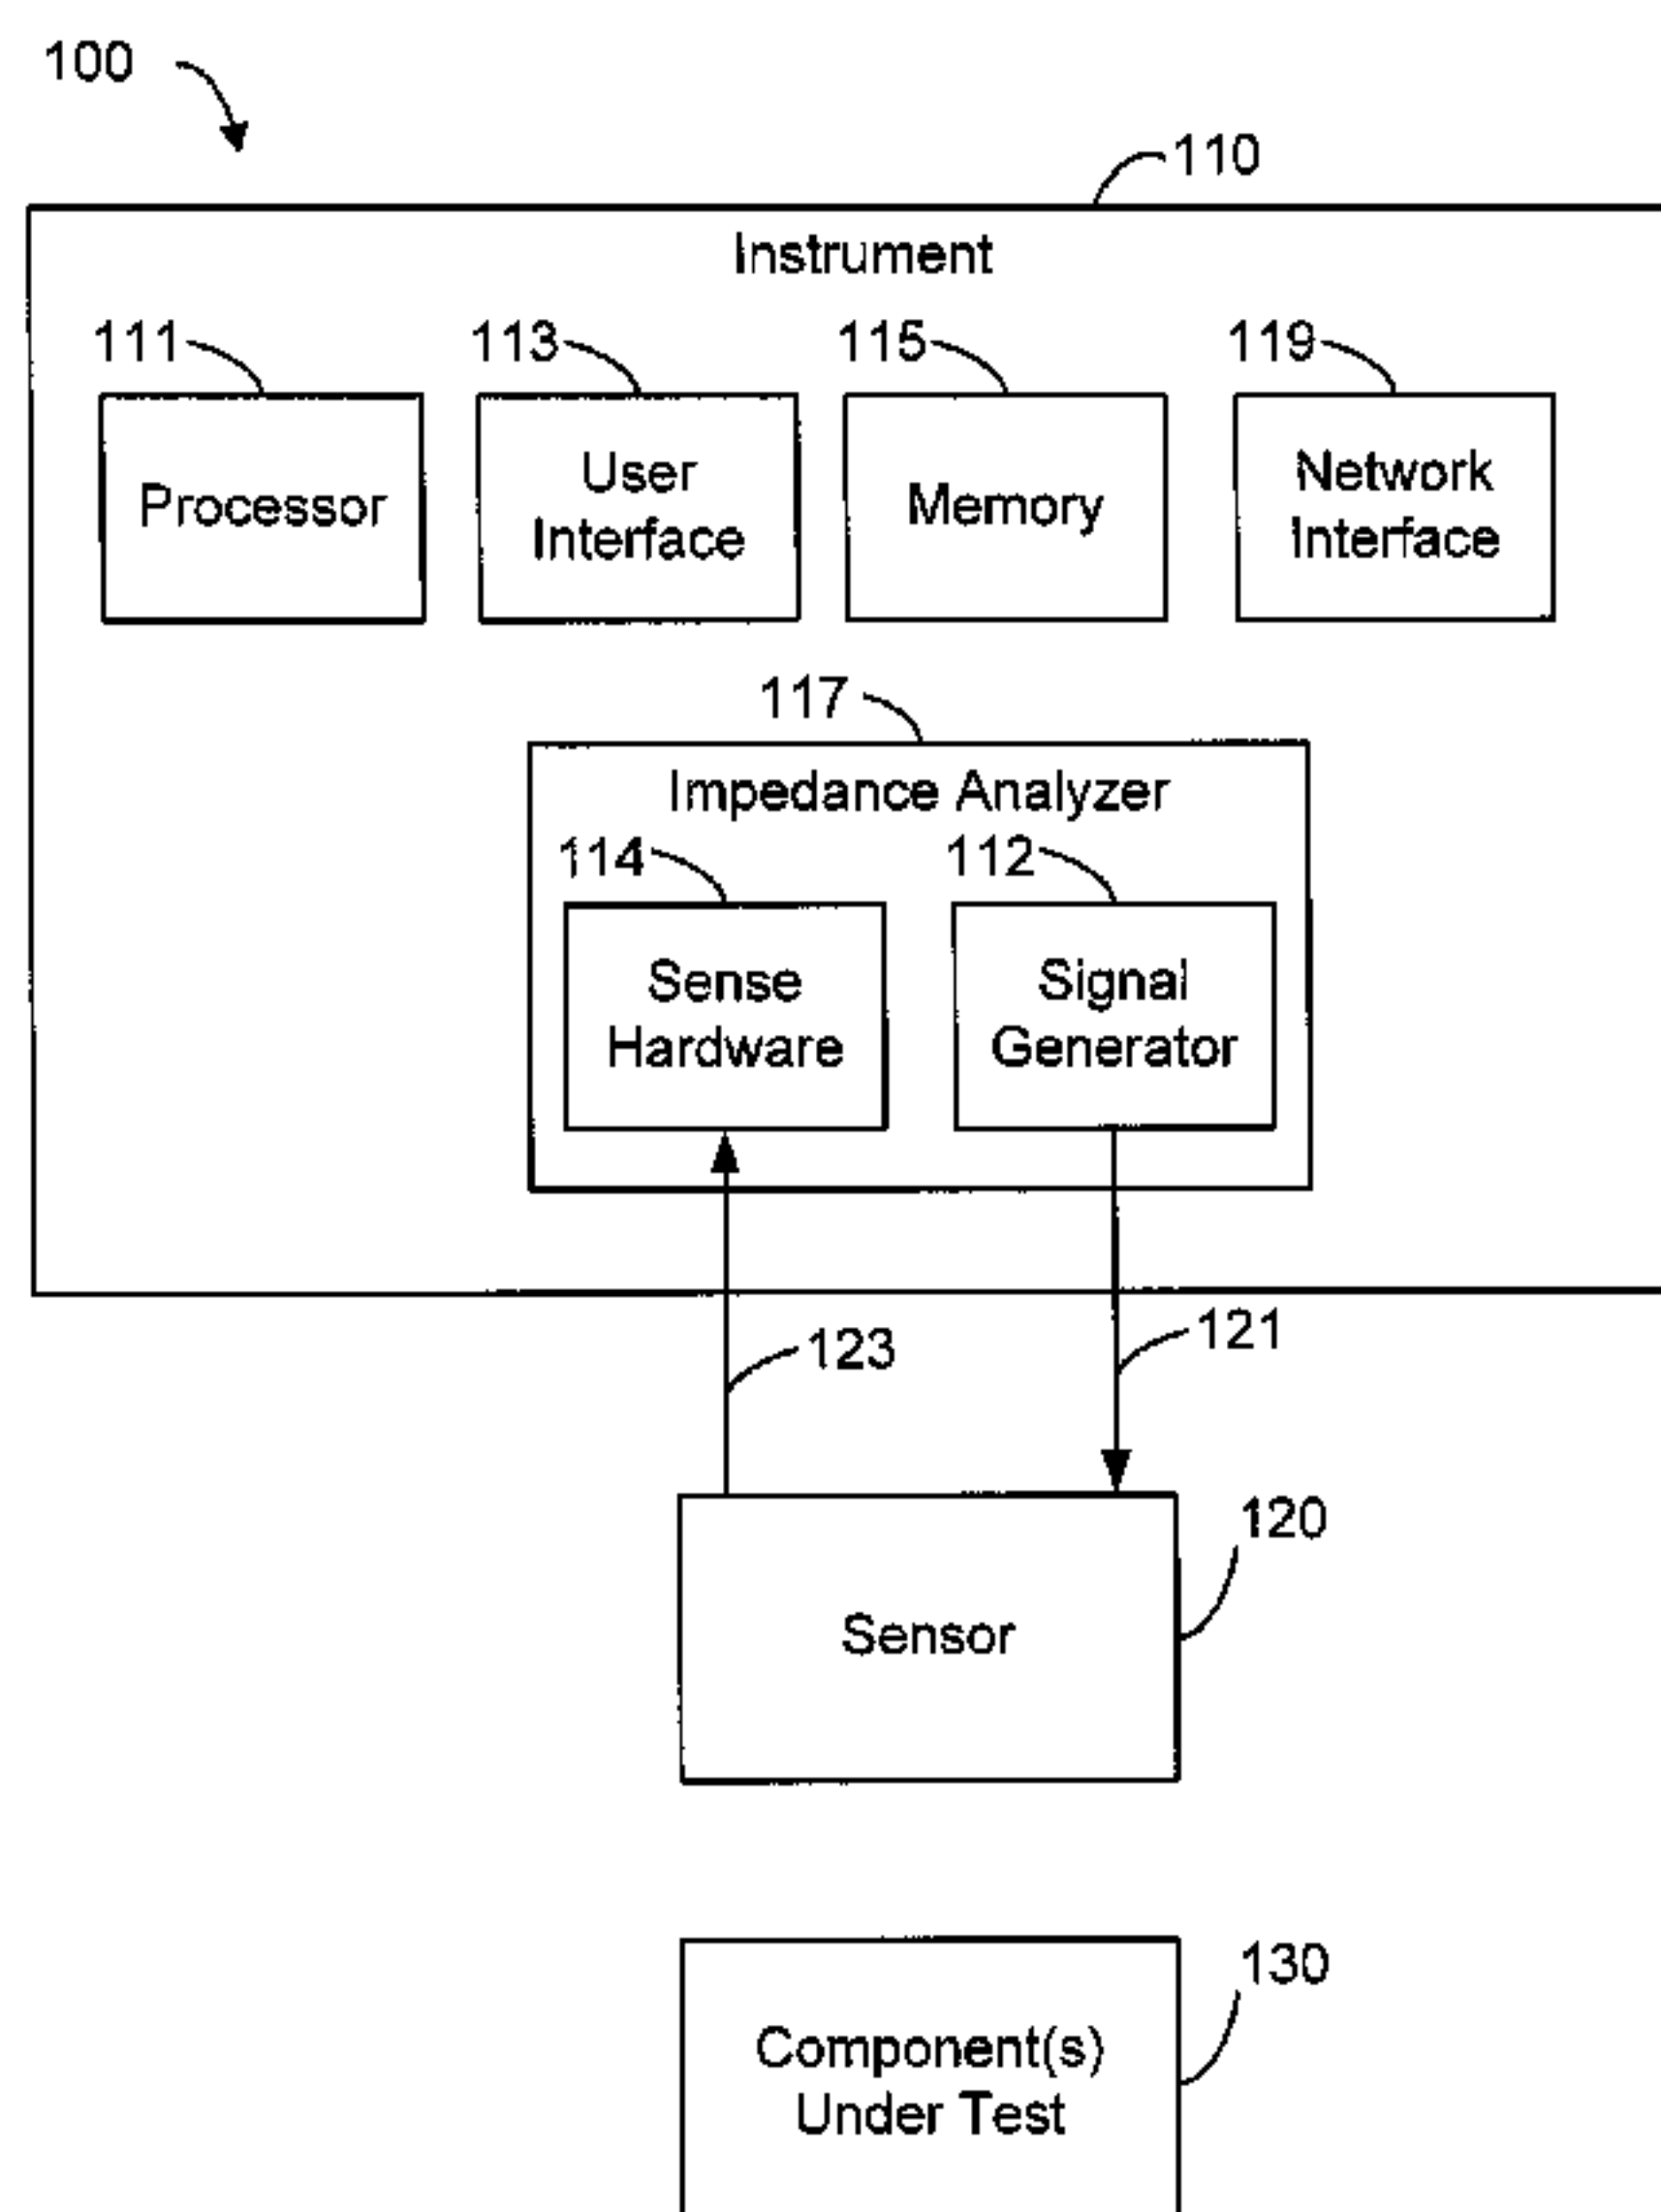 100
110
Instrument
111
113
115
119
Processor
User
Interface
Memory
Network
Interface
117
Impedance Analyzer
114
112
Sense
Hardware
Signal
Generator
123
121
120
Sensor
130
Component(s)
Under Test